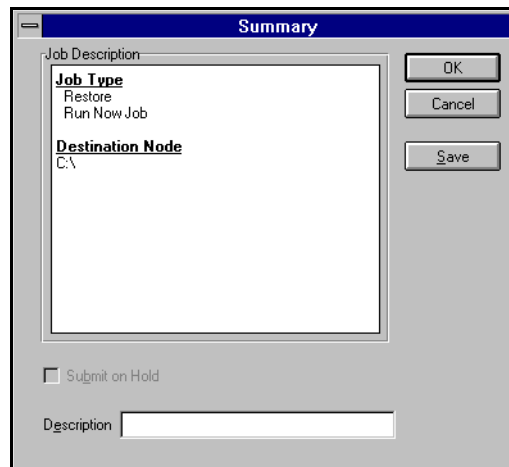 Summary
Job Description
Job Type
Restore
Run Now Job
Destination Node
C:\
OK
Cancel
Save
Submit on Hold
Description